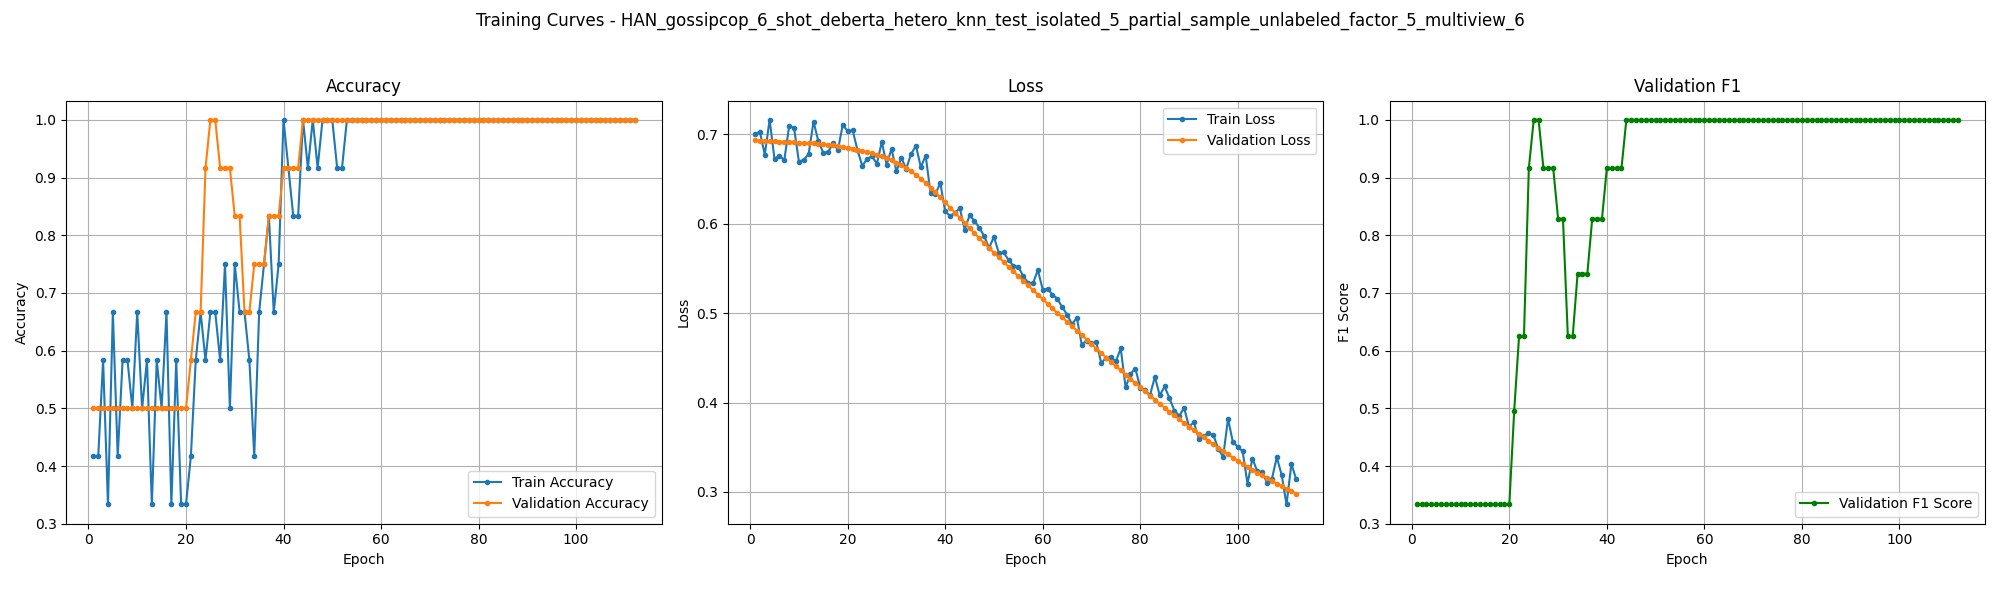 Training Curves - HAN_gossipcop_6_shot_deberta_hetero_knn_test_isolated_5_partial_sample_unlabeled_factor_5_multiview_6
Accuracy
Accuracy
1.0
0.9
0.8
0.7
0.6
0.5
0.4
0.3
0 20 40 60 80 100
Epoch
Train Accuracy
Validation Accuracy
Loss
Loss
0.7
0.6
0.5
0.4
0.3
0 20 40 60 80 100
Epoch
Train Loss
Validation Loss
Validation F1
F1 Score
1.0
0.9
0.8
0.7
0.6
0.5
0.4
0.3
0 20 40 60 80 100
Epoch
Validation F1 Score